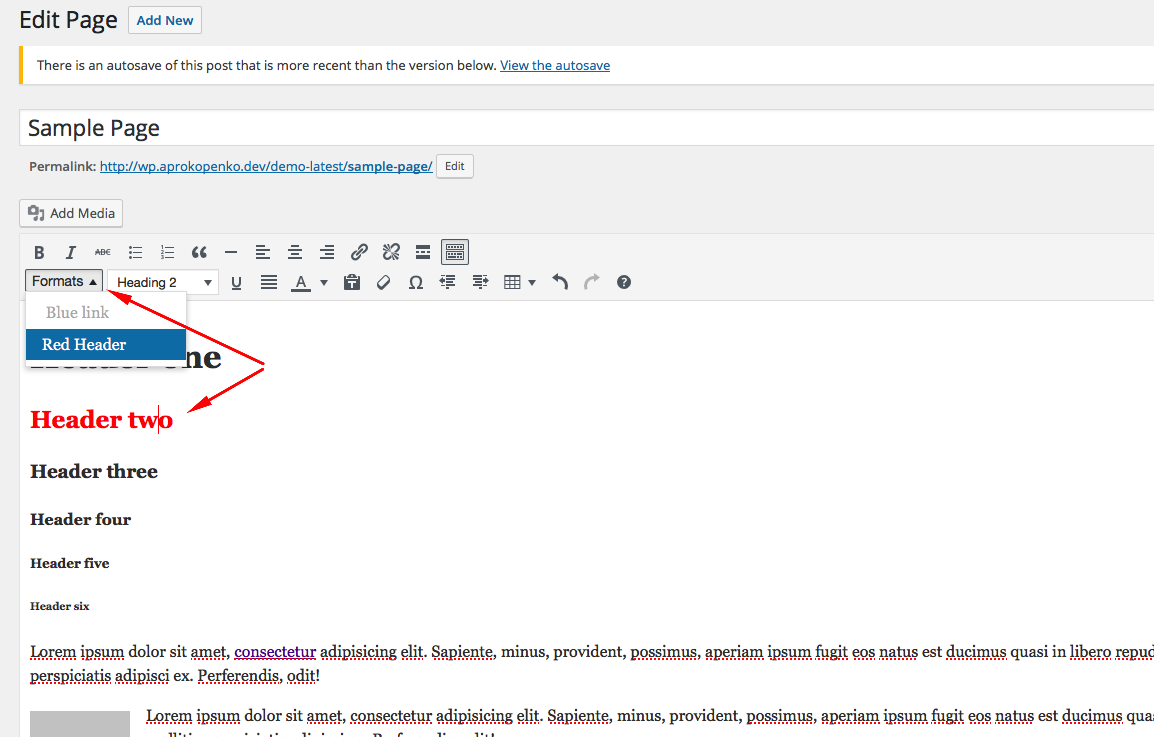 Edit Page Add New
There is an autosave of this post that is more recent than the version below. View the autosave
Sample Page
Permalink: http://wp.aprokopenko.dev/demo-latest/sample-page/ Edit
Add Media
B I ABC
Formats Heading 2 U A Ω
Blue link
Red Header
ne
Header two
Header three
Header four
Header five
Header six
Lorem ipsum dolor sit amet, consectetur adipisicing elit. Sapiente, minus, provident, possimus, aperiam ipsum fugit eos natus est ducimus quasi in libero repud
perspiciatis adipisci ex. Perferendis, odit!
Lorem ipsum dolor sit amet, consectetur adipisicing elit. Sapiente, minus, provident, possimus, aperiam ipsum fugit eos natus est ducimus qua